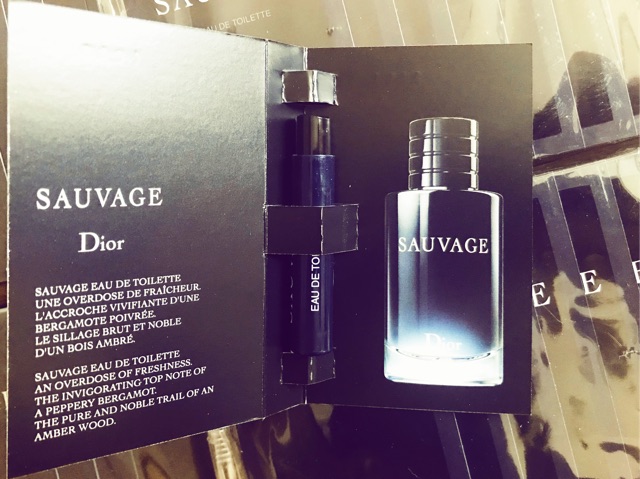 EAU DE TOILETTE
SAUVAGE
Dior
SAUVAGE EAU DE TOILETTE
UNE OVERDOSE DE FRAÎCHEUR.
L'ACCROCHE VIVIFIANTE D'UNE
BERGAMOTE POIVRÉE.
LE SILLAGE BRUT ET NOBLE
D'UN BOIS AMBRÉ.
SAUVAGE EAU DE TOILETTE
AN OVERDOSE OF FRESHNESS.
THE INVIGORATING TOP NOTE OF
A PEPPERY BERGAMOT.
THE PURE AND NOBLE TRAIL OF AN
AMBER WOOD.
EAU DE TOI
SAUVAGE
Dior
E
E